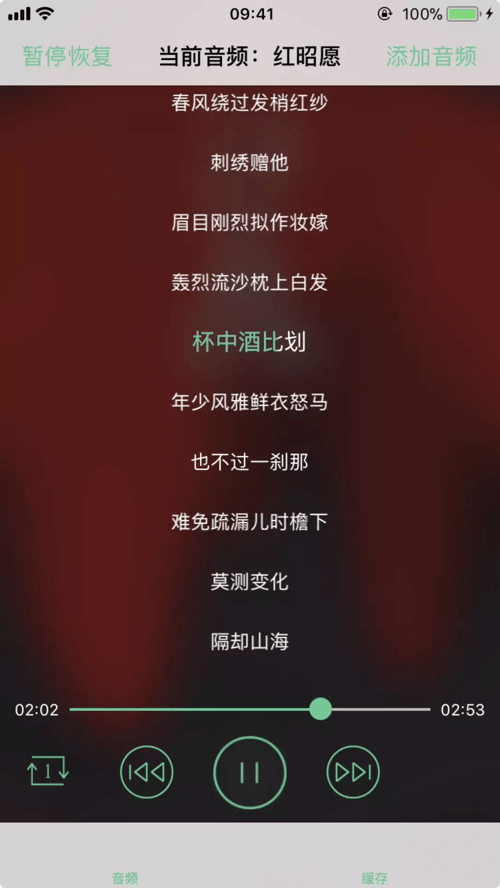 09:41
100%
暂停恢复 当前音频：红昭愿 添加音频
春风绕过发梢红纱
刺绣赠他
眉目刚烈拟作妆嫁
轰烈流沙枕上白发
杯中酒比划
年少风雅鲜衣怒马
也不过一刹那
难免疏漏儿时檐下
莫测变化
隔却山海
02:02 02:53
1
音频 缓存